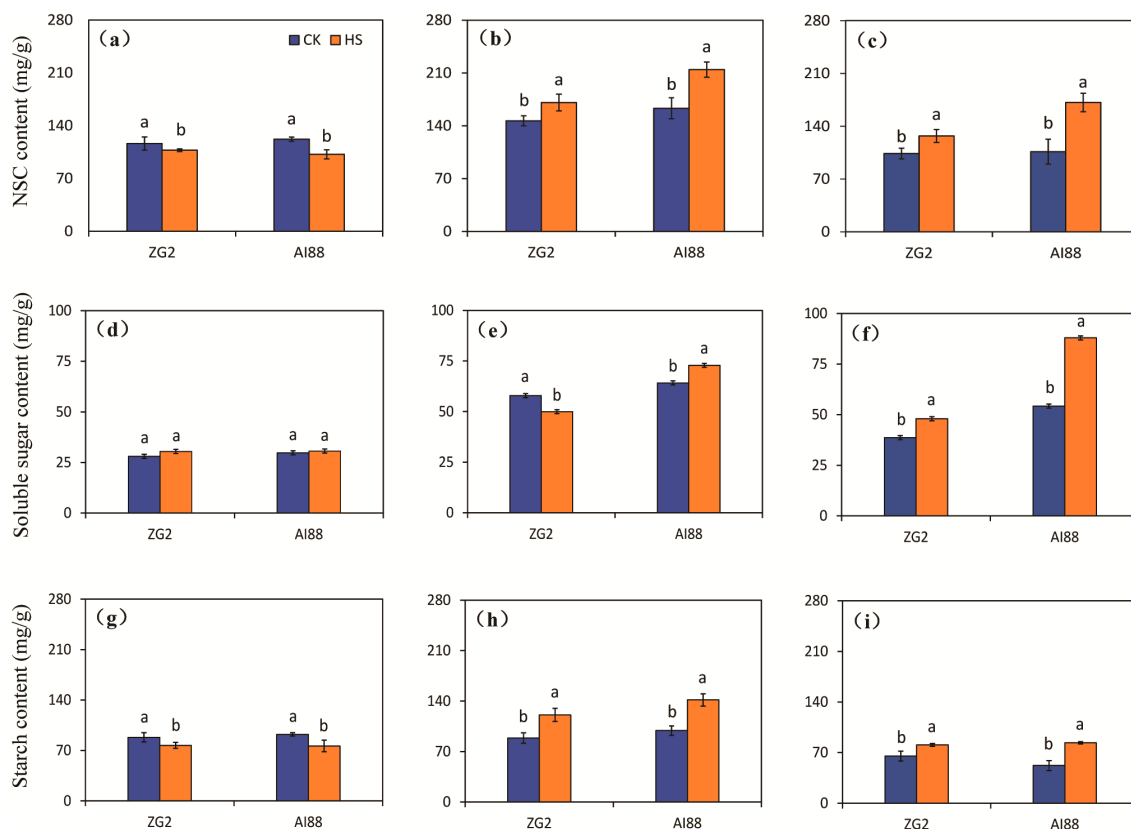 NSC content (mg/g)
280
210
140
70
0
(a)
CK HS
a b a b
ZG2 AI88
280
210
140
70
0
(b)
b a b a
ZG2 AI88
280
210
140
70
0
(c)
b a b a
ZG2 AI88
Soluble sugar content (mg/g)
100
75
50
25
0
(d)
a a a a
ZG2 AI88
100
75
50
25
0
(e)
a b b a
ZG2 AI88
100
75
50
25
0
(f)
b a b a
ZG2 AI88
Starch content (mg/g)
280
210
140
70
0
(g)
a b a b
ZG2 AI88
280
210
140
70
0
(h)
b a b a
ZG2 AI88
280
210
140
70
0
(i)
b a b a
ZG2 AI88